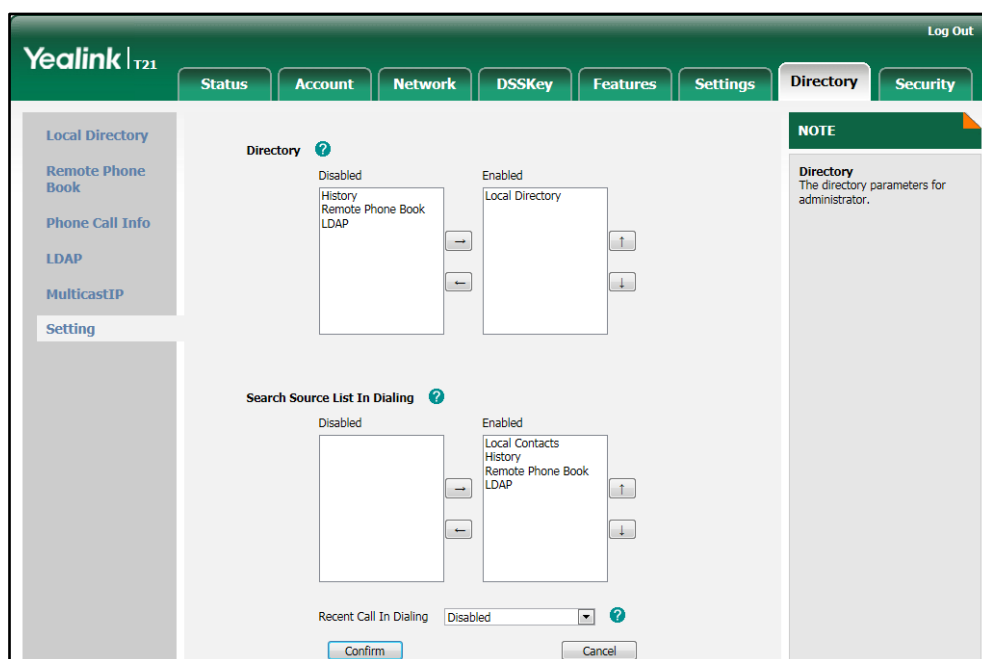 Log Out
Yealink T21
Status Account Network DSSKey Features Settings Directory Security
Local Directory
Remote Phone
Book
Phone Call Info
LDAP
MulticastIP
Setting
Directory ?
Disabled
History
Remote Phone Book
LDAP
→
←
Enabled
Local Directory
↑
↓
Search Source List In Dialing ?
Disabled
→
←
Enabled
Local Contacts
History
Remote Phone Book
LDAP
↑
↓
Recent Call In Dialing Disabled ?
Confirm Cancel
NOTE
Directory
The directory parameters for
administrator.